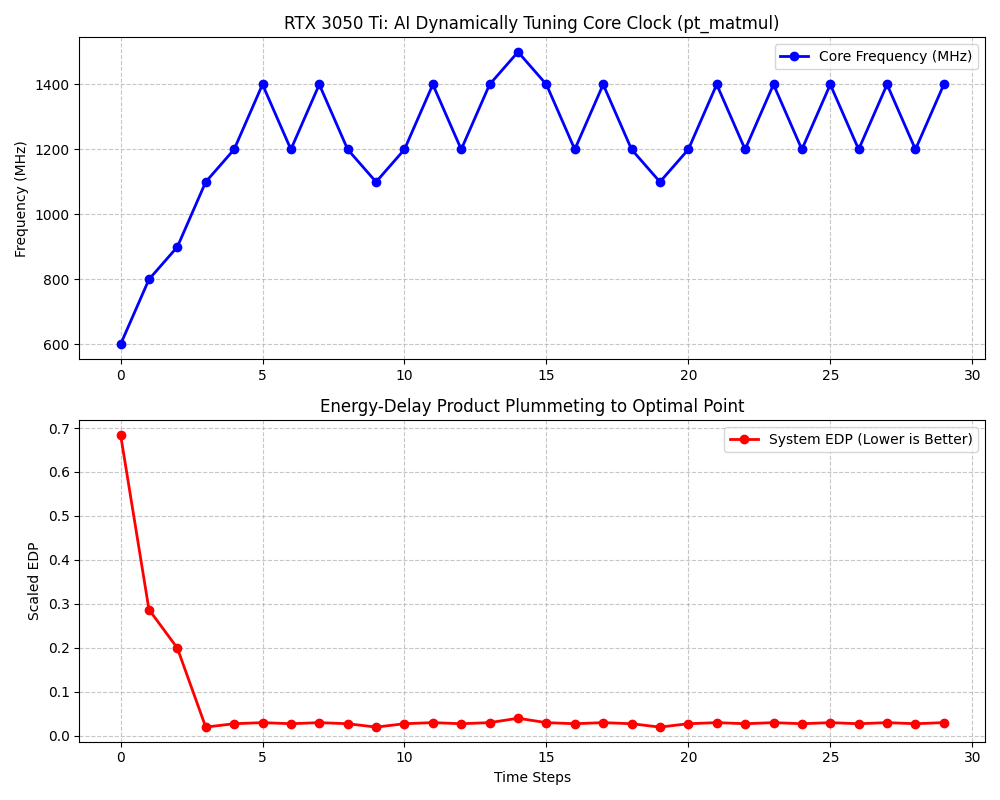 RTX 3050 Ti: AI Dynamically Tuning Core Clock (pt_matmul)
Core Frequency (MHz)
Frequency (MHz)
1400
1200
1000
800
600
0 5 10 15 20 25 30
Energy-Delay Product Plummeting to Optimal Point
System EDP (Lower is Better)
Scaled EDP
0.7
0.6
0.5
0.4
0.3
0.2
0.1
0.0
0 5 10 15 20 25 30
Time Steps